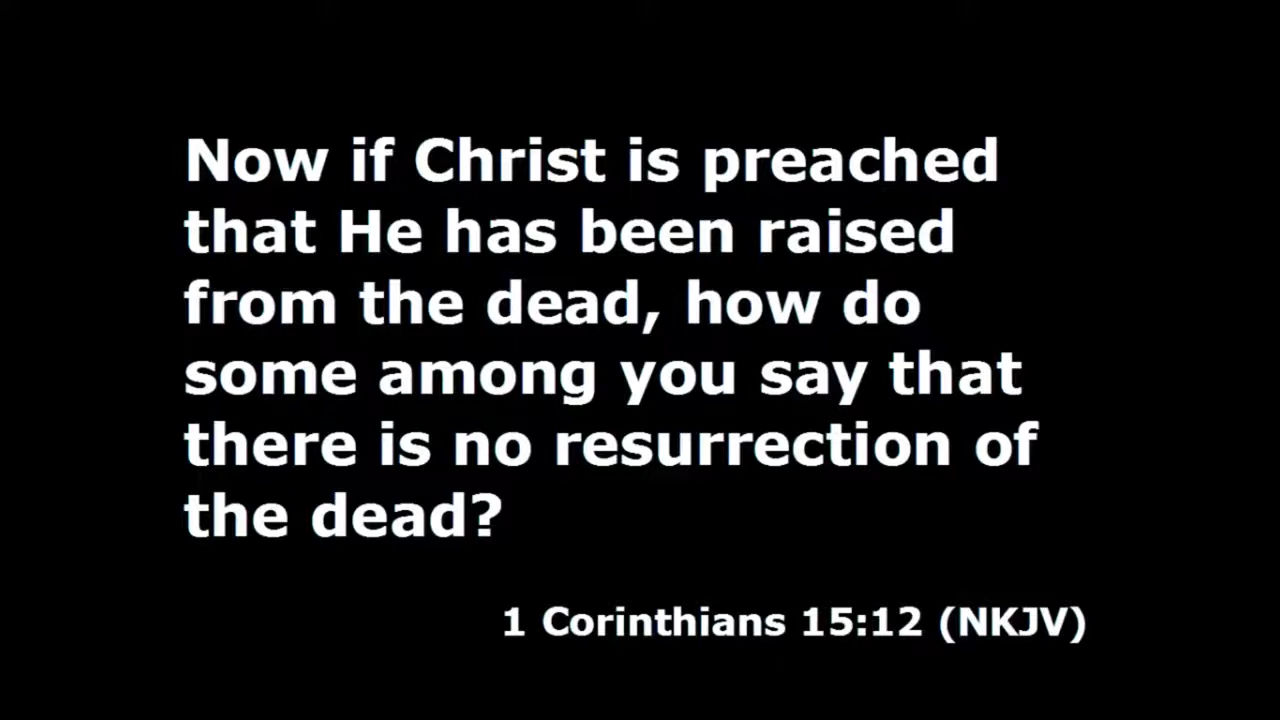 Now if Christ is preached
that He has been raised
from the dead, how do
some among you say that
there is no resurrection of
the dead?
1 Corinthians 15:12 (NKJV)